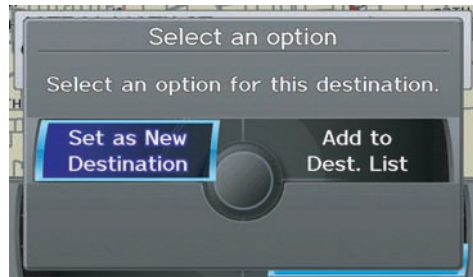 Select an option
Select an option for this destination.
Set as New
Destination
Add to
Dest. List